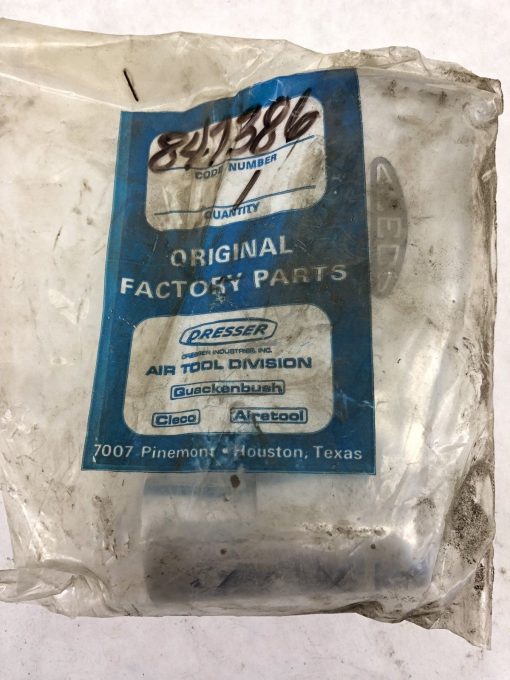 847386
CODE NUMBER
1
QUANTITY
ORIGINAL
FACTORY PARTS
DRESSER
DRESSER INDUSTRIES, INC.
AIR TOOL DIVISION
Quackenbush
Cleco Airetool
7007 Pinemont • Houston, Texas